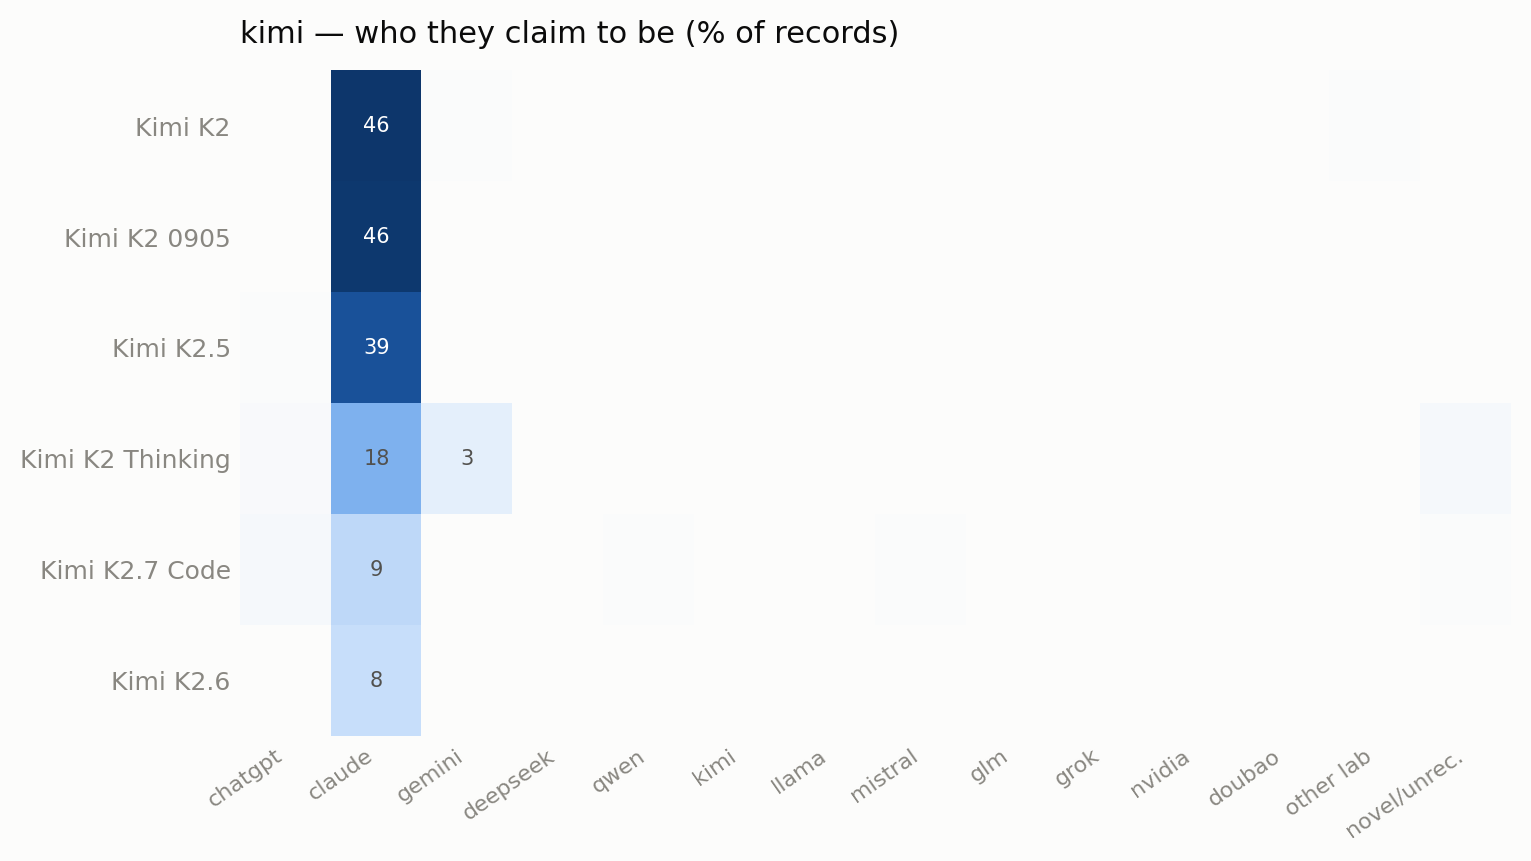 kimi — who they claim to be (% of records)
Kimi K2
46
Kimi K2 0905
46
Kimi K2.5
39
Kimi K2 Thinking
18
3
Kimi K2.7 Code
9
Kimi K2.6
8
chatgpt
claude
gemini
deepseek
qwen
kimi
llama
mistral
glm
grok
nvidia
doubao
other lab
novel/unrec.